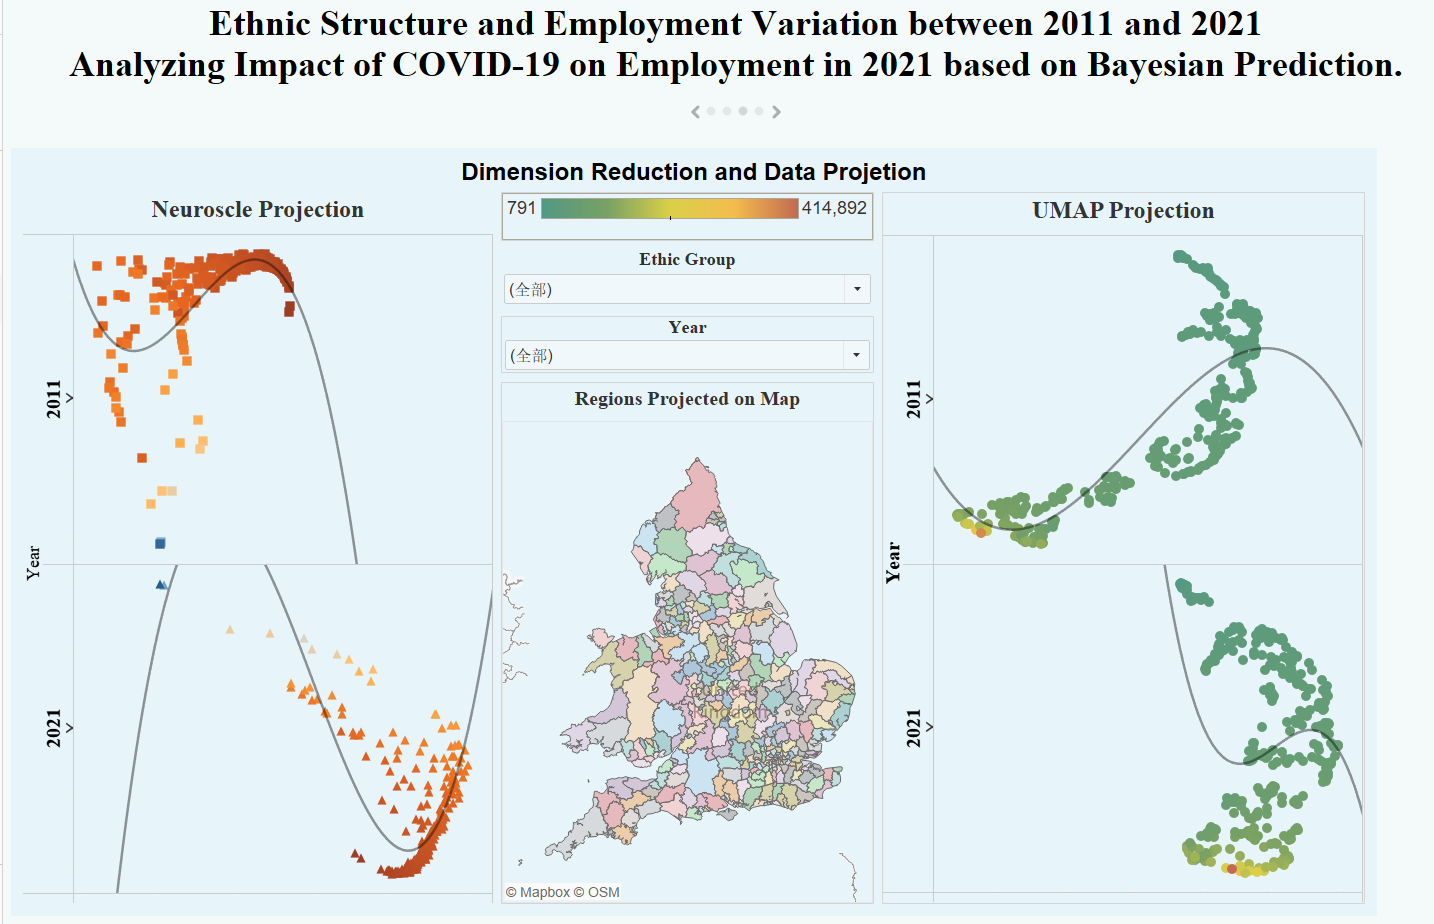 Ethnic Structure and Employment Variation between 2011 and 2021
Analyzing Impact of COVID-19 on Employment in 2021 based on Bayesian Prediction.
Dimension Reduction and Data Projetion
Neuroscle Projection
2011
Year
2021
791
414,892
Ethic Group
(全部)
Year
(全部)
Regions Projected on Map
© Mapbox © OSM
UMAP Projection
2011
Year
2021